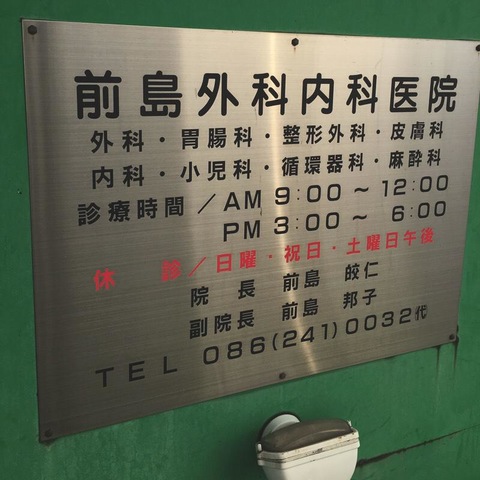 前島外科内科医院
外科・胃腸科・整形外科・皮膚科
内科・小児科・循環器科・麻酔科
診療時間／AM 9:00～12:00
PM 3:00～6:00
休診／日曜・祝日・土曜日午後
院長 前島 皎仁
副院長 前島 邦子
TEL 086(241)0032代